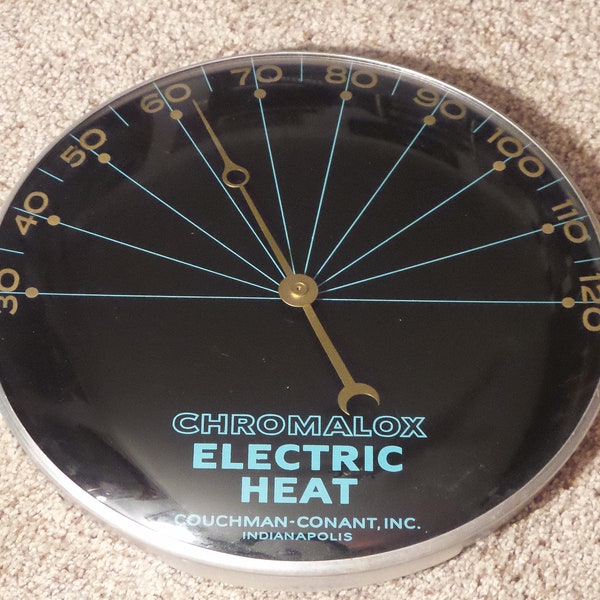 30 40 50 60 70 80 90 100 110 120
CHROMALOX
ELECTRIC
HEAT
COUCHMAN-CONANT, INC.
INDIANAPOLIS